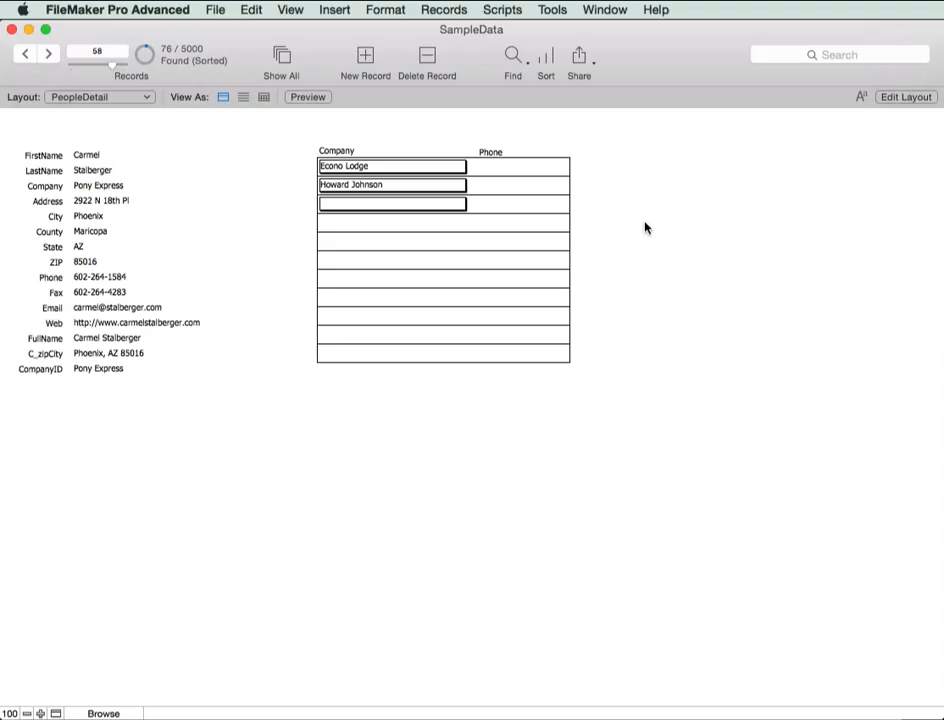 FileMaker Pro Advanced File Edit View Insert Format Records Scripts Tools Window Help
SampleData
58
76 / 5000
Found (Sorted)
Records
Show All
New Record
Delete Record
Find
Sort
Share
Search
Layout: PeopleDetail View As: Preview Aa Edit Layout
Company Phone
FirstName Carmel
LastName Stalberger
Company Pony Express
Address 2922 N 18th Pl
City Phoenix
County Maricopa
State AZ
ZIP 85016
Phone 602-264-1584
Fax 602-264-4283
Email carmel@stalberger.com
Web http://www.carmelstalberger.com
FullName Carmel Stalberger
C_zipCity Phoenix, AZ 85016
CompanyID Pony Express
Econo Lodge
Howard Johnson
100 Browse